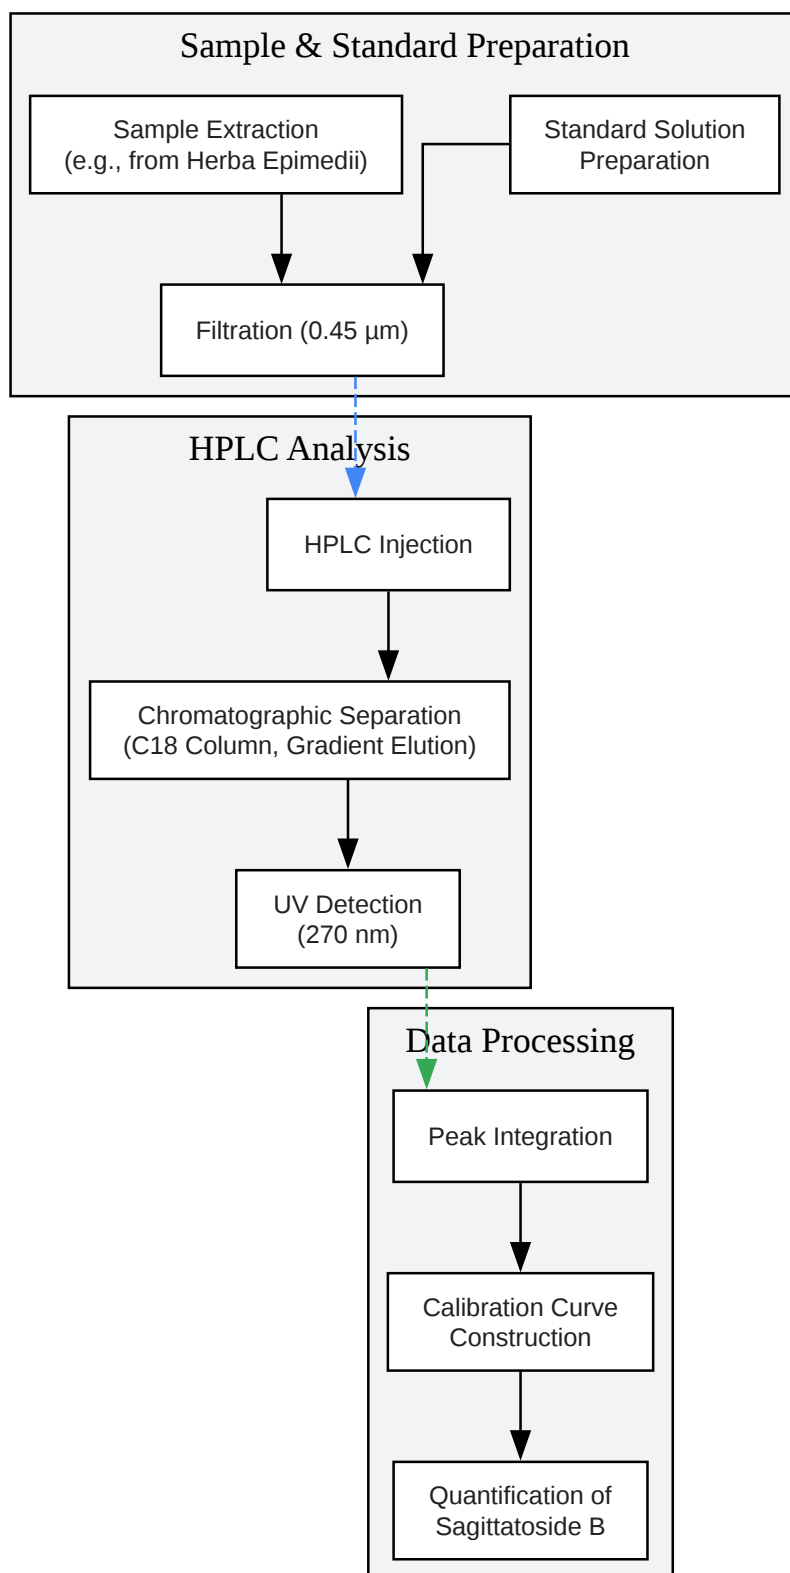 Sample & Standard Preparation
Sample Extraction
(e.g., from Herba Epimedii)
Standard Solution
Preparation
Filtration (0.45 µm)
HPLC Analysis
HPLC Injection
Chromatographic Separation
(C18 Column, Gradient Elution)
UV Detection
(270 nm)
Data Processing
Peak Integration
Calibration Curve
Construction
Quantification of
Sagittatoside B